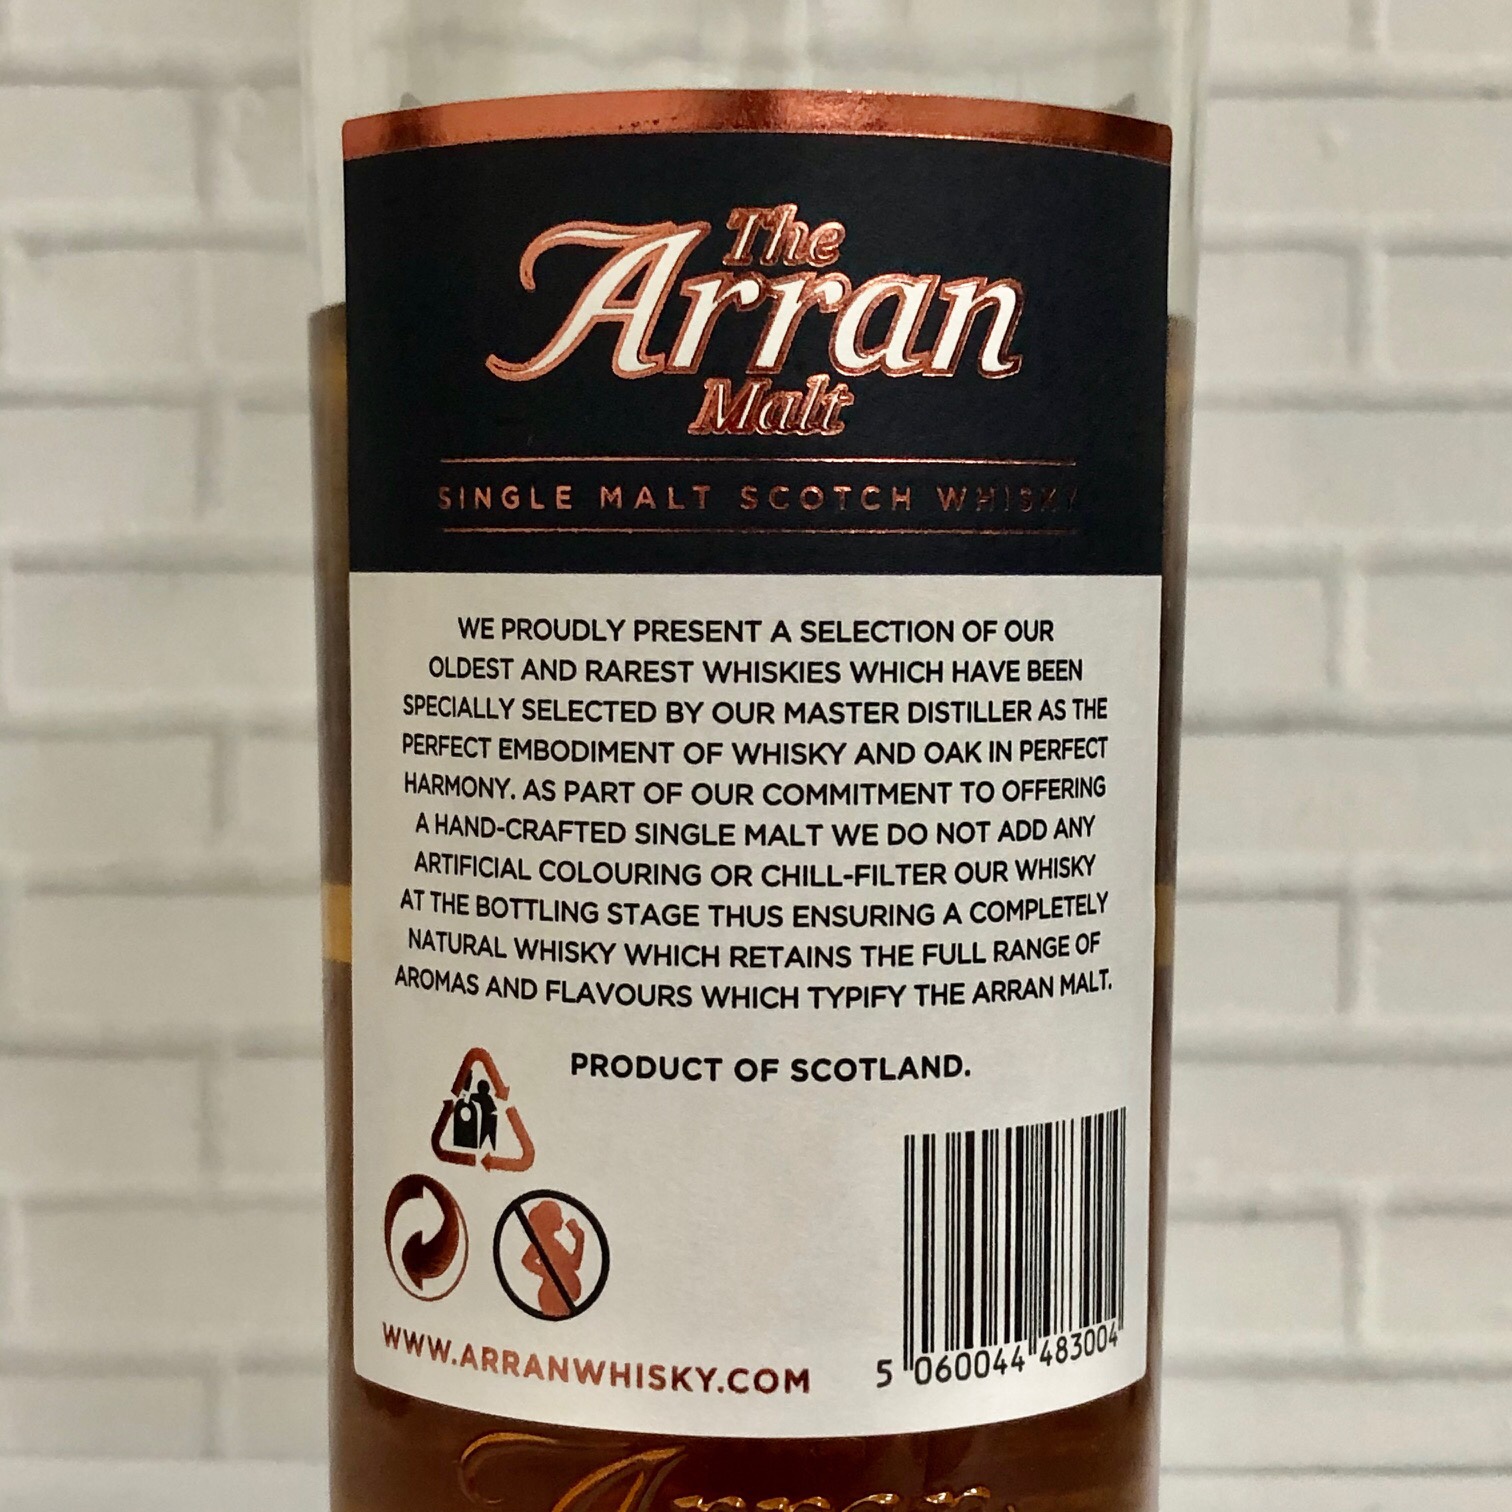 The
Arran
Malt
SINGLE MALT SCOTCH WHISKY
WE PROUDLY PRESENT A SELECTION OF OUR
OLDEST AND RAREST WHISKIES WHICH HAVE BEEN
SPECIALLY SELECTED BY OUR MASTER DISTILLER AS THE
PERFECT EMBODIMENT OF WHISKY AND OAK IN PERFECT
HARMONY. AS PART OF OUR COMMITMENT TO OFFERING
A HAND-CRAFTED SINGLE MALT WE DO NOT ADD ANY
ARTIFICIAL COLOURING OR CHILL-FILTER OUR WHISKY
AT THE BOTTLING STAGE THUS ENSURING A COMPLETELY
NATURAL WHISKY WHICH RETAINS THE FULL RANGE OF
AROMAS AND FLAVOURS WHICH TYPIFY THE ARRAN MALT.
PRODUCT OF SCOTLAND.
WWW.ARRANWHISKY.COM
5 060044 483004
Arran